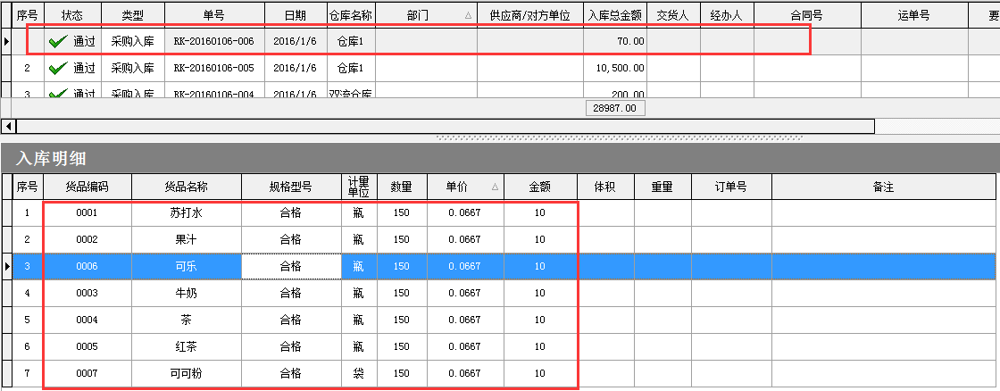 序号 状态 类型 单号 日期 仓库名称 部门 供应商/对方单位 入库总金额 交货人 经办人 合同号 运单号 要
通过 采购入库 RK-20160106-006 2016/1/6 仓库1 70.00
2 通过 采购入库 RK-20160106-005 2016/1/6 仓库1 10,500.00
3 通过 采购入库 RK-20160106-004 2016/1/6 双流仓库 200.00
28987.00
入库明细
序号 货品编码 货品名称 规格型号 计量单位 数量 单价 金额 体积 重量 订单号 备注
1 0001 苏打水 合格 瓶 150 0.0667 10
2 0002 果汁 合格 瓶 150 0.0667 10
3 0006 可乐 合格 瓶 150 0.0667 10
4 0003 牛奶 合格 瓶 150 0.0667 10
5 0004 茶 合格 瓶 150 0.0667 10
6 0005 红茶 合格 瓶 150 0.0667 10
7 0007 可可粉 合格 袋 150 0.0667 10